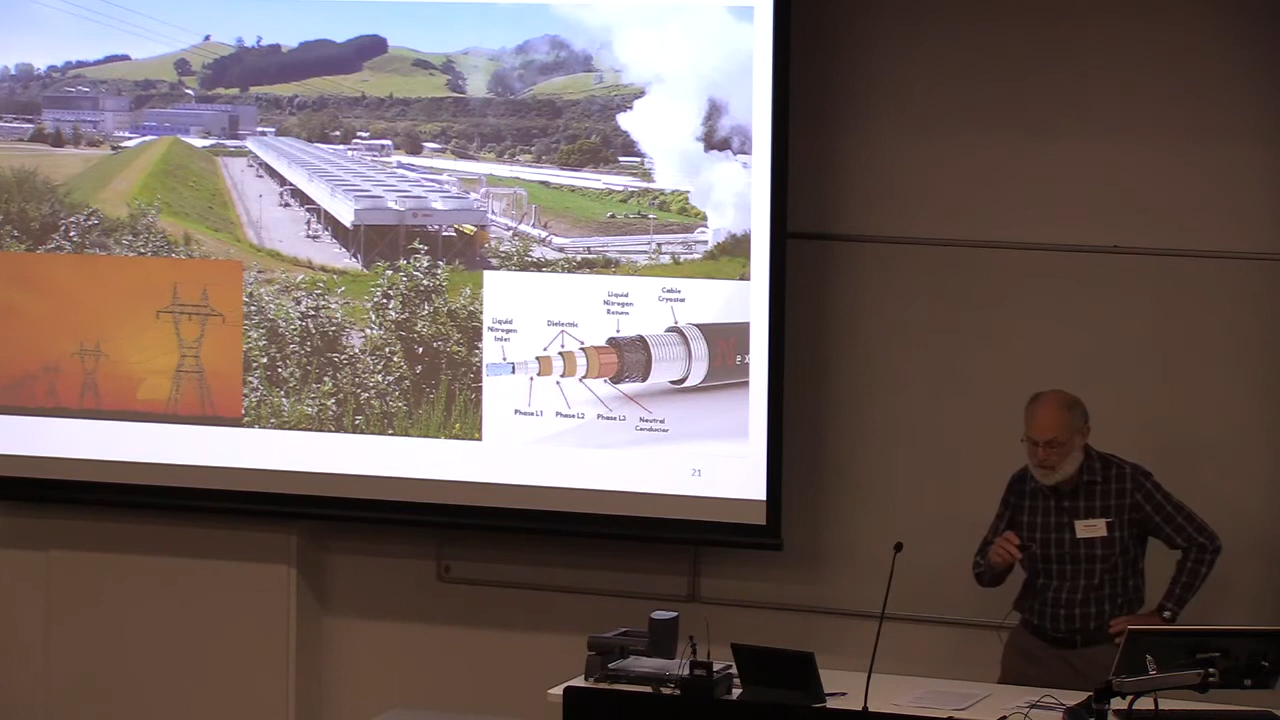 Cable
Cryostat
Liquid
Nitrogen
Return
Liquid
Nitrogen
Inlet
Dielectric
Phase L1
Phase L2
Phase L3
Neutral
Conductor
21